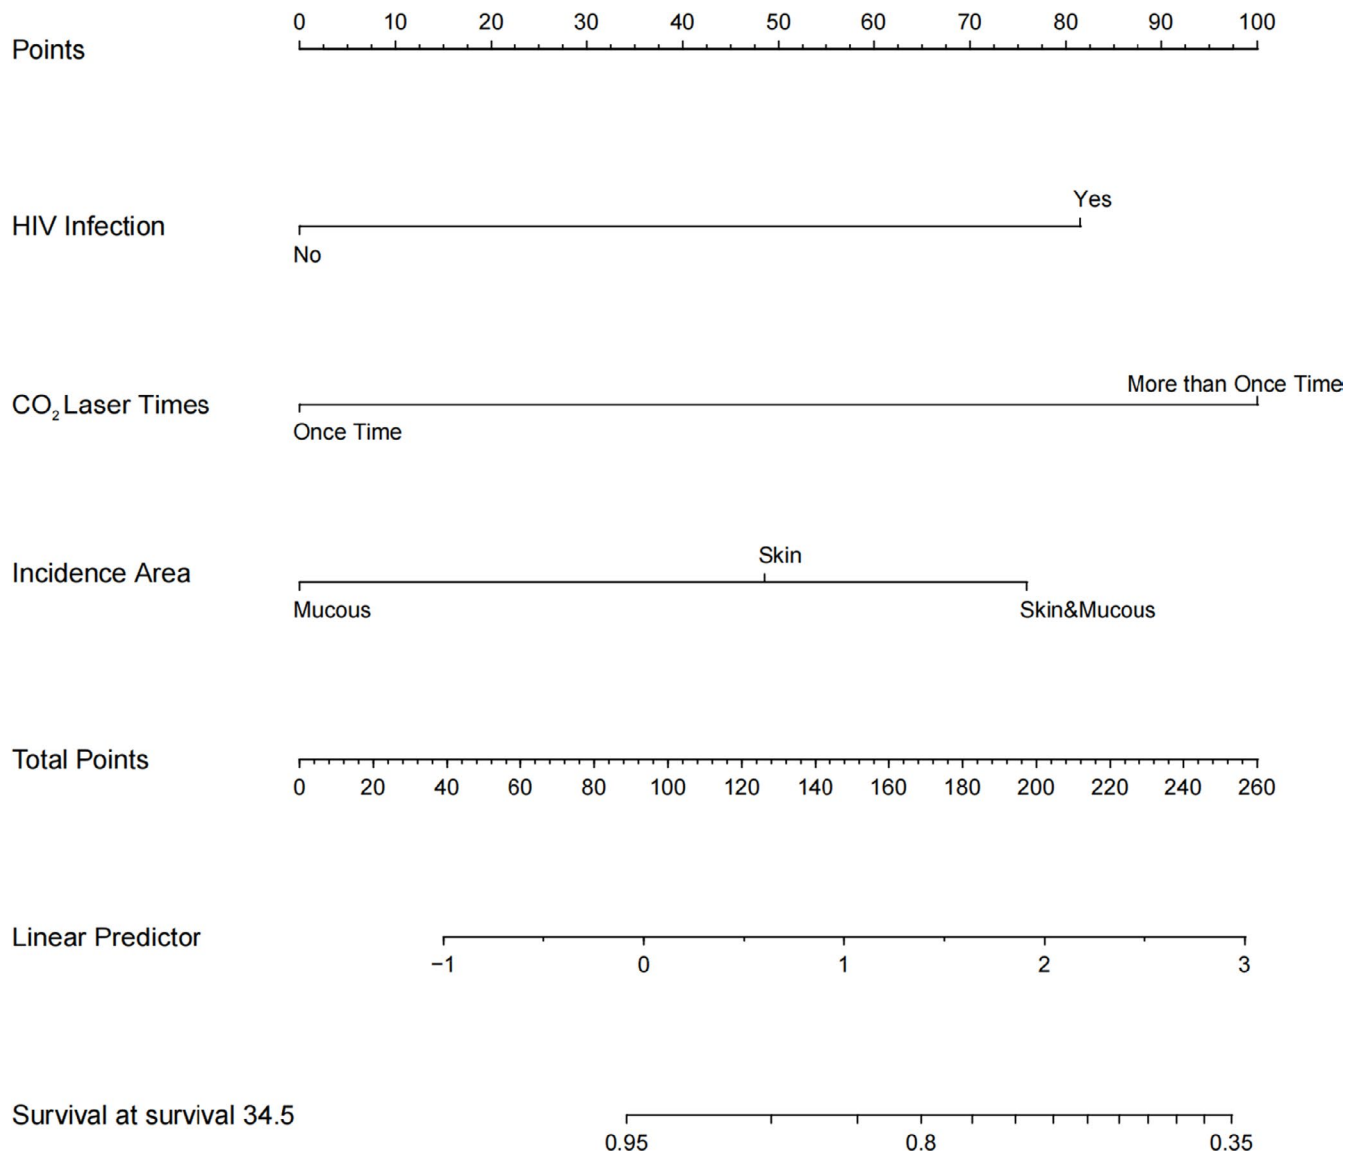 0 10 20 30 40 50 60 70 80 90 100
Points
Yes
HIV Infection
No
More than Once Time
CO₂ Laser Times
Once Time
Skin
Incidence Area
Mucous Skin&Mucous
Total Points
0 20 40 60 80 100 120 140 160 180 200 220 240 260
Linear Predictor
−1 0 1 2 3
Survival at survival 34.5
0.95 0.8 0.35